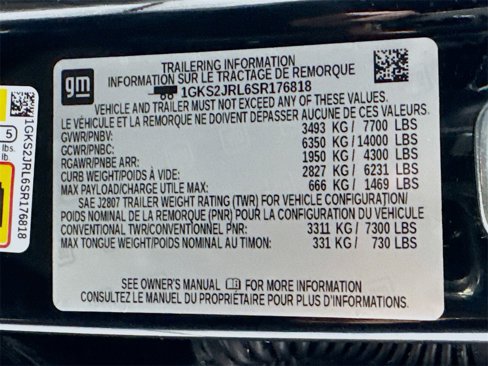 gm
TRAILERING INFORMATION
INFORMATION SUR LE TRACTAGE DE REMORQUE
1GKS2JRL6SR176818
VEHICLE AND TRAILER MUST NOT EXCEED ANY OF THESE VALUES.
LE VÉHICULE ET LA REMORQUE NE DOIVENT DÉPASSER AUCUNE DE CES VALEURS.
GVWR/PNBV: 3493 KG / 7700 LBS
GCWR/PNBC: 6350 KG / 14000 LBS
RGAWR/PNBE ARR: 1950 KG / 4300 LBS
CURB WEIGHT/POIDS À VIDE: 2827 KG / 6231 LBS
MAX PAYLOAD/CHARGE UTILE MAX: 666 KG / 1469 LBS
SAE J2807 TRAILER WEIGHT RATING (TWR) FOR VEHICLE CONFIGURATION/
POIDS NOMINAL DE LA REMORQUE (PNR) POUR LA CONFIGURATION DU VÉHICULE
CONVENTIONAL TWR/CONVENTIONNEL PNR: 3311 KG / 7300 LBS
MAX TONGUE WEIGHT/POIDS NOMINAL AU TIMON: 331 KG / 730 LBS
SEE OWNER'S MANUAL FOR MORE INFORMATION
CONSULTEZ LE MANUEL DU PROPRIÉTAIRE POUR PLUS D'INFORMATION
1GKS2JRL6SR176818
5
lbs.
lb.